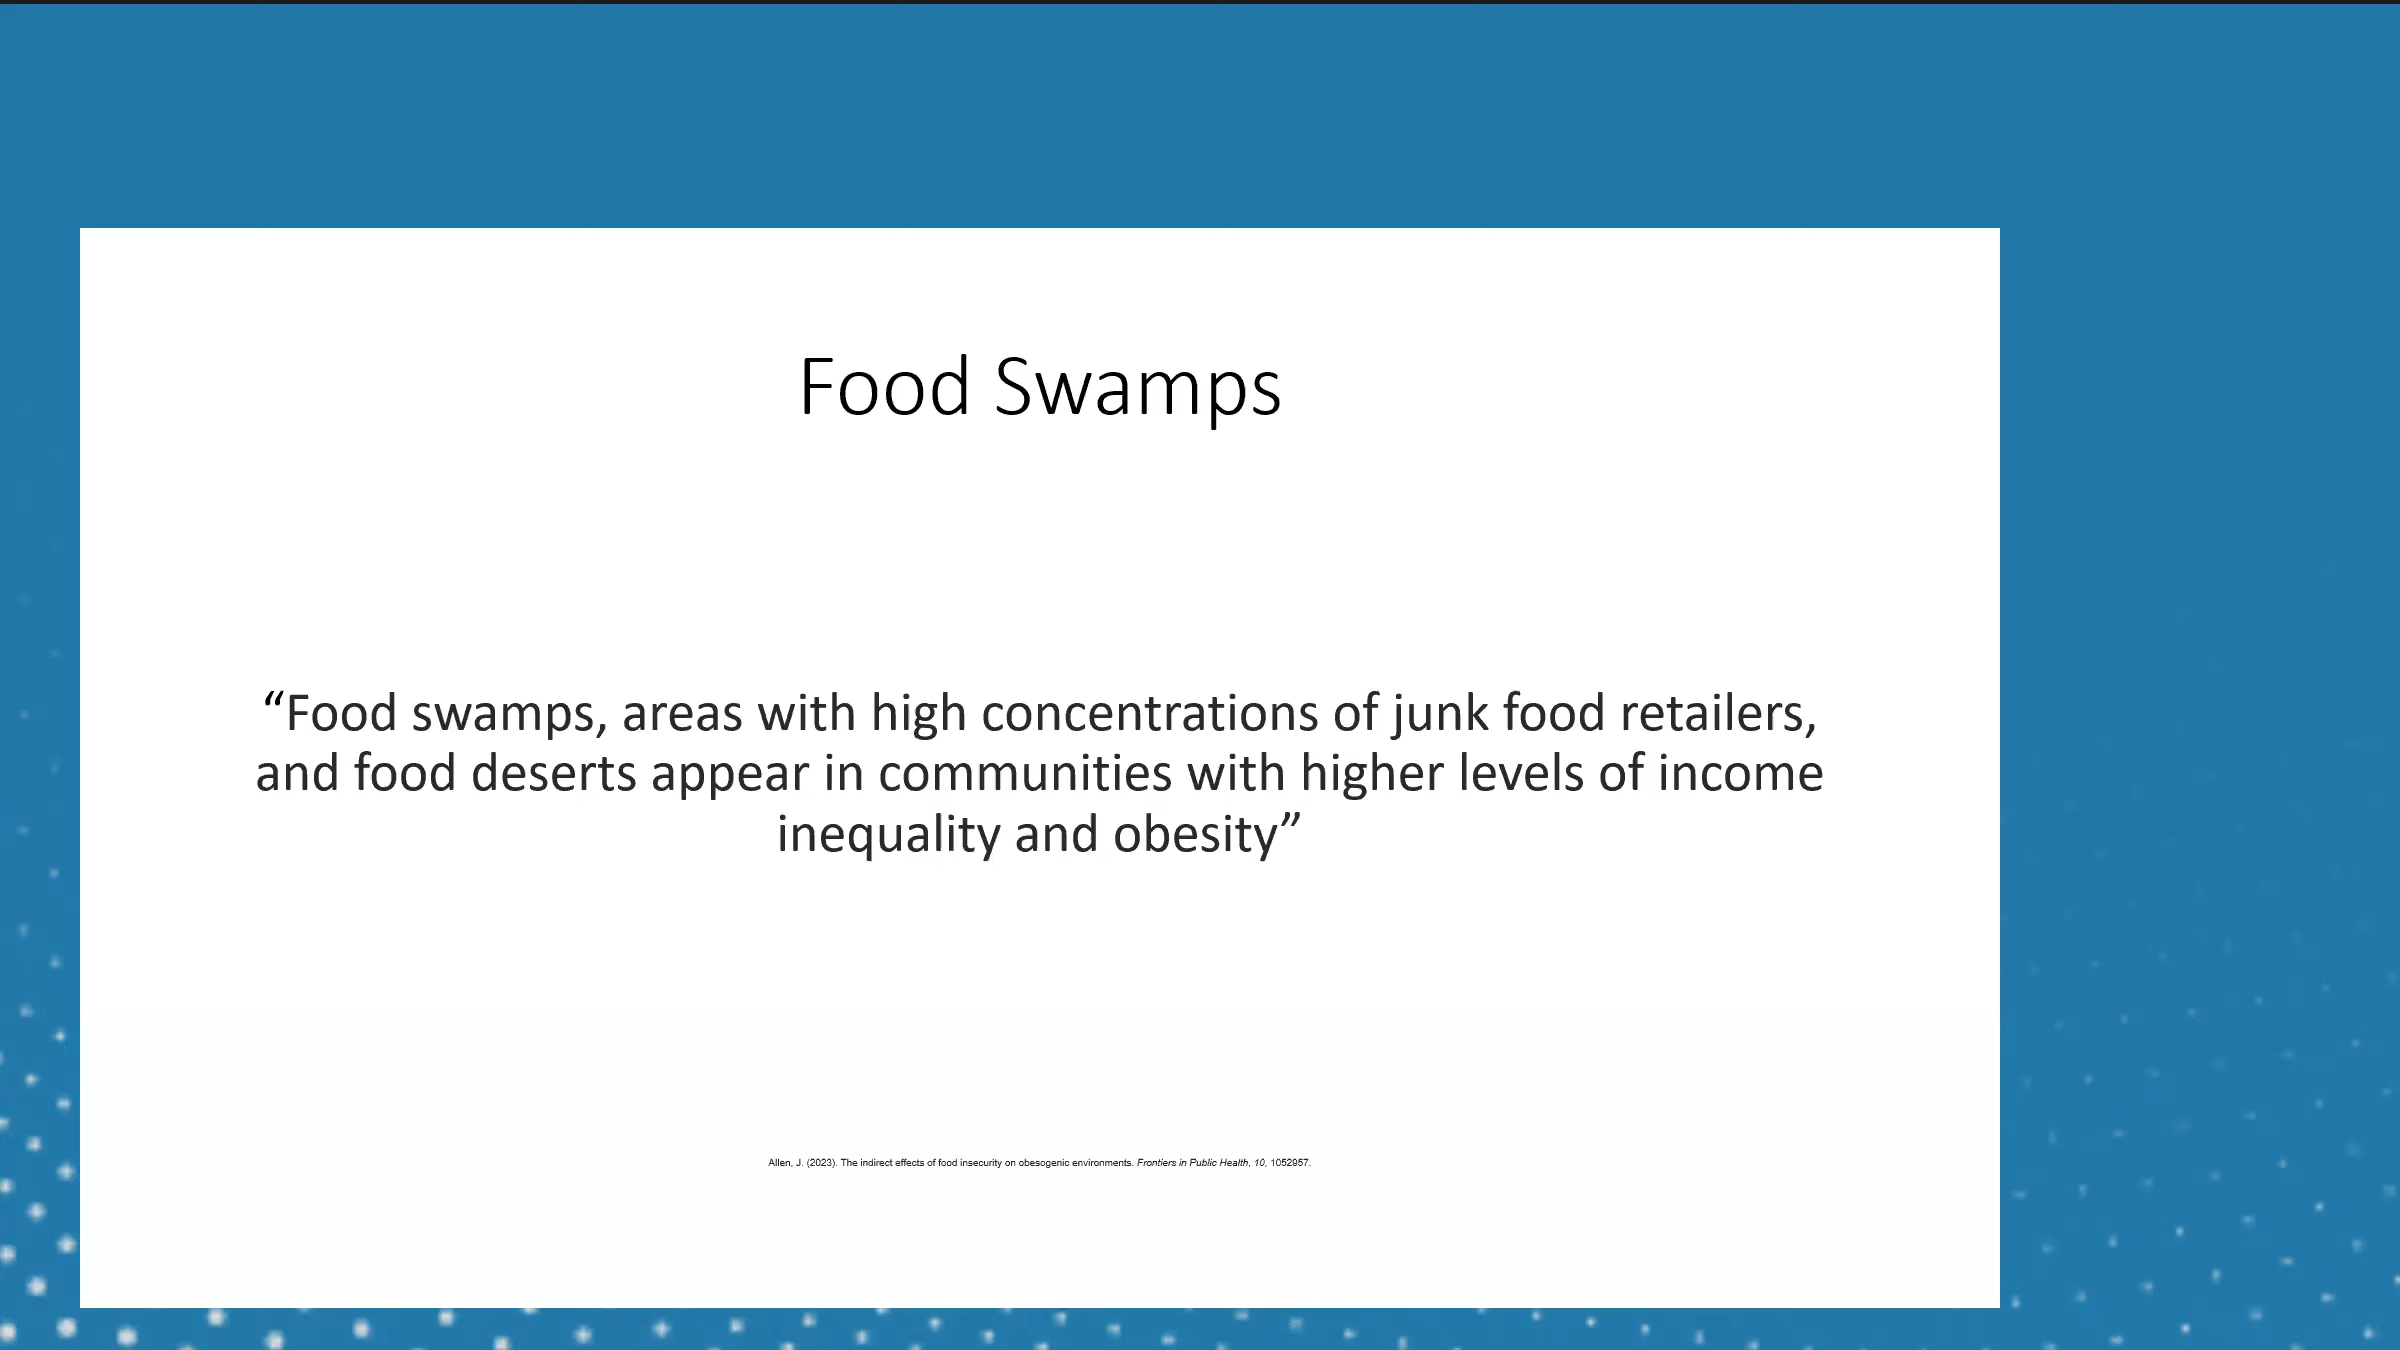 Food Swamps
“Food swamps, areas with high concentrations of junk food retailers,
and food deserts appear in communities with higher levels of income
inequality and obesity”
Allen, J. (2023). The indirect effects of food insecurity on obesogenic environments. Frontiers in Public Health, 10, 1052957.